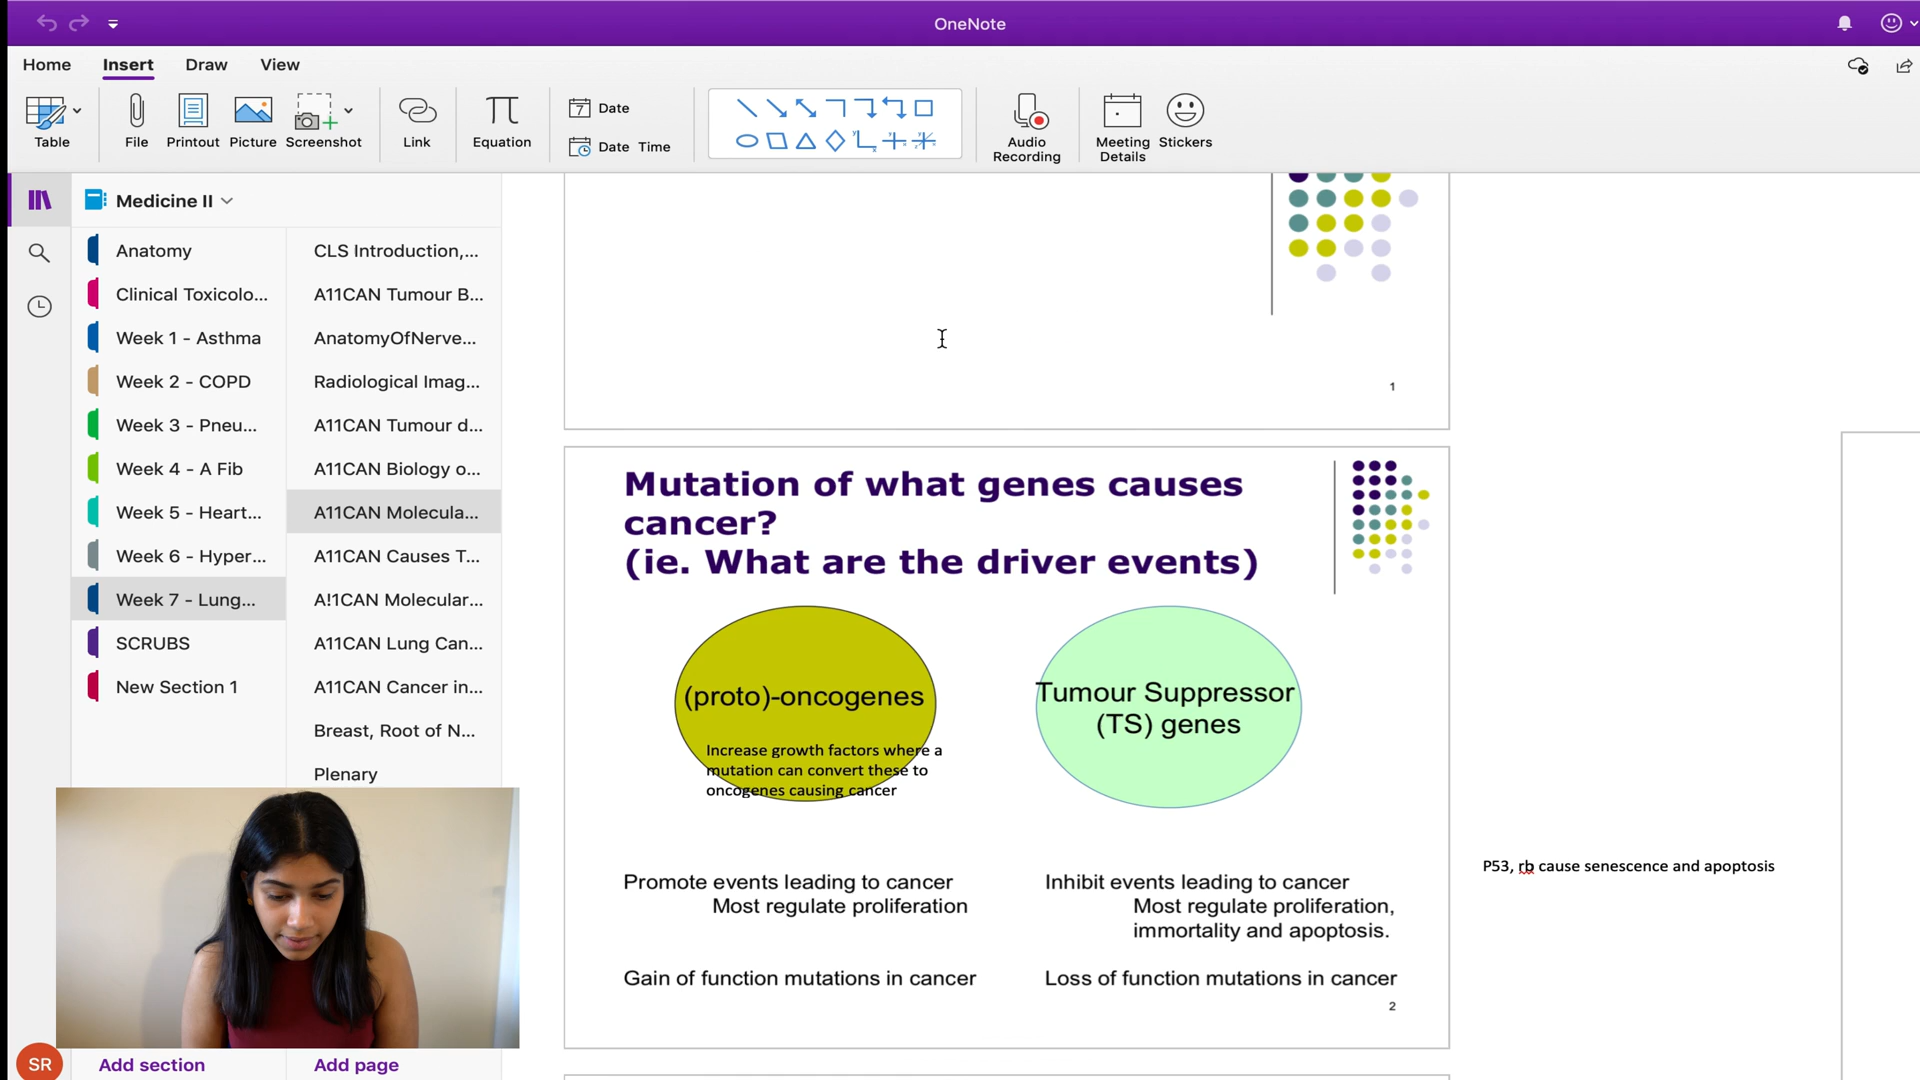 OneNote
Home Insert Draw View
Table
File
Printout
Picture
Screenshot
Link
Equation
Date
Date Time
Audio
Recording
Meeting
Details
Stickers
Medicine II
Anatomy
Clinical Toxicolo...
Week 1 - Asthma
Week 2 - COPD
Week 3 - Pneu...
Week 4 - A Fib
Week 5 - Heart...
Week 6 - Hyper...
Week 7 - Lung...
SCRUBS
New Section 1
CLS Introduction,...
A11CAN Tumour B...
AnatomyOfNerve...
Radiological Imag...
A11CAN Tumour d...
A11CAN Biology o...
A11CAN Molecula...
A11CAN Causes T...
A!1CAN Molecular...
A11CAN Lung Can...
A11CAN Cancer in...
Breast, Root of N...
Plenary
SR
Add section
Add page
1
Mutation of what genes causes
cancer?
(ie. What are the driver events)
(proto)-oncogenes
Increase growth factors where a
mutation can convert these to
oncogenes causing cancer
Tumour Suppressor
(TS) genes
Promote events leading to cancer
Most regulate proliferation
Gain of function mutations in cancer
Inhibit events leading to cancer
Most regulate proliferation,
immortality and apoptosis.
Loss of function mutations in cancer
2
P53, rb cause senescence and apoptosis